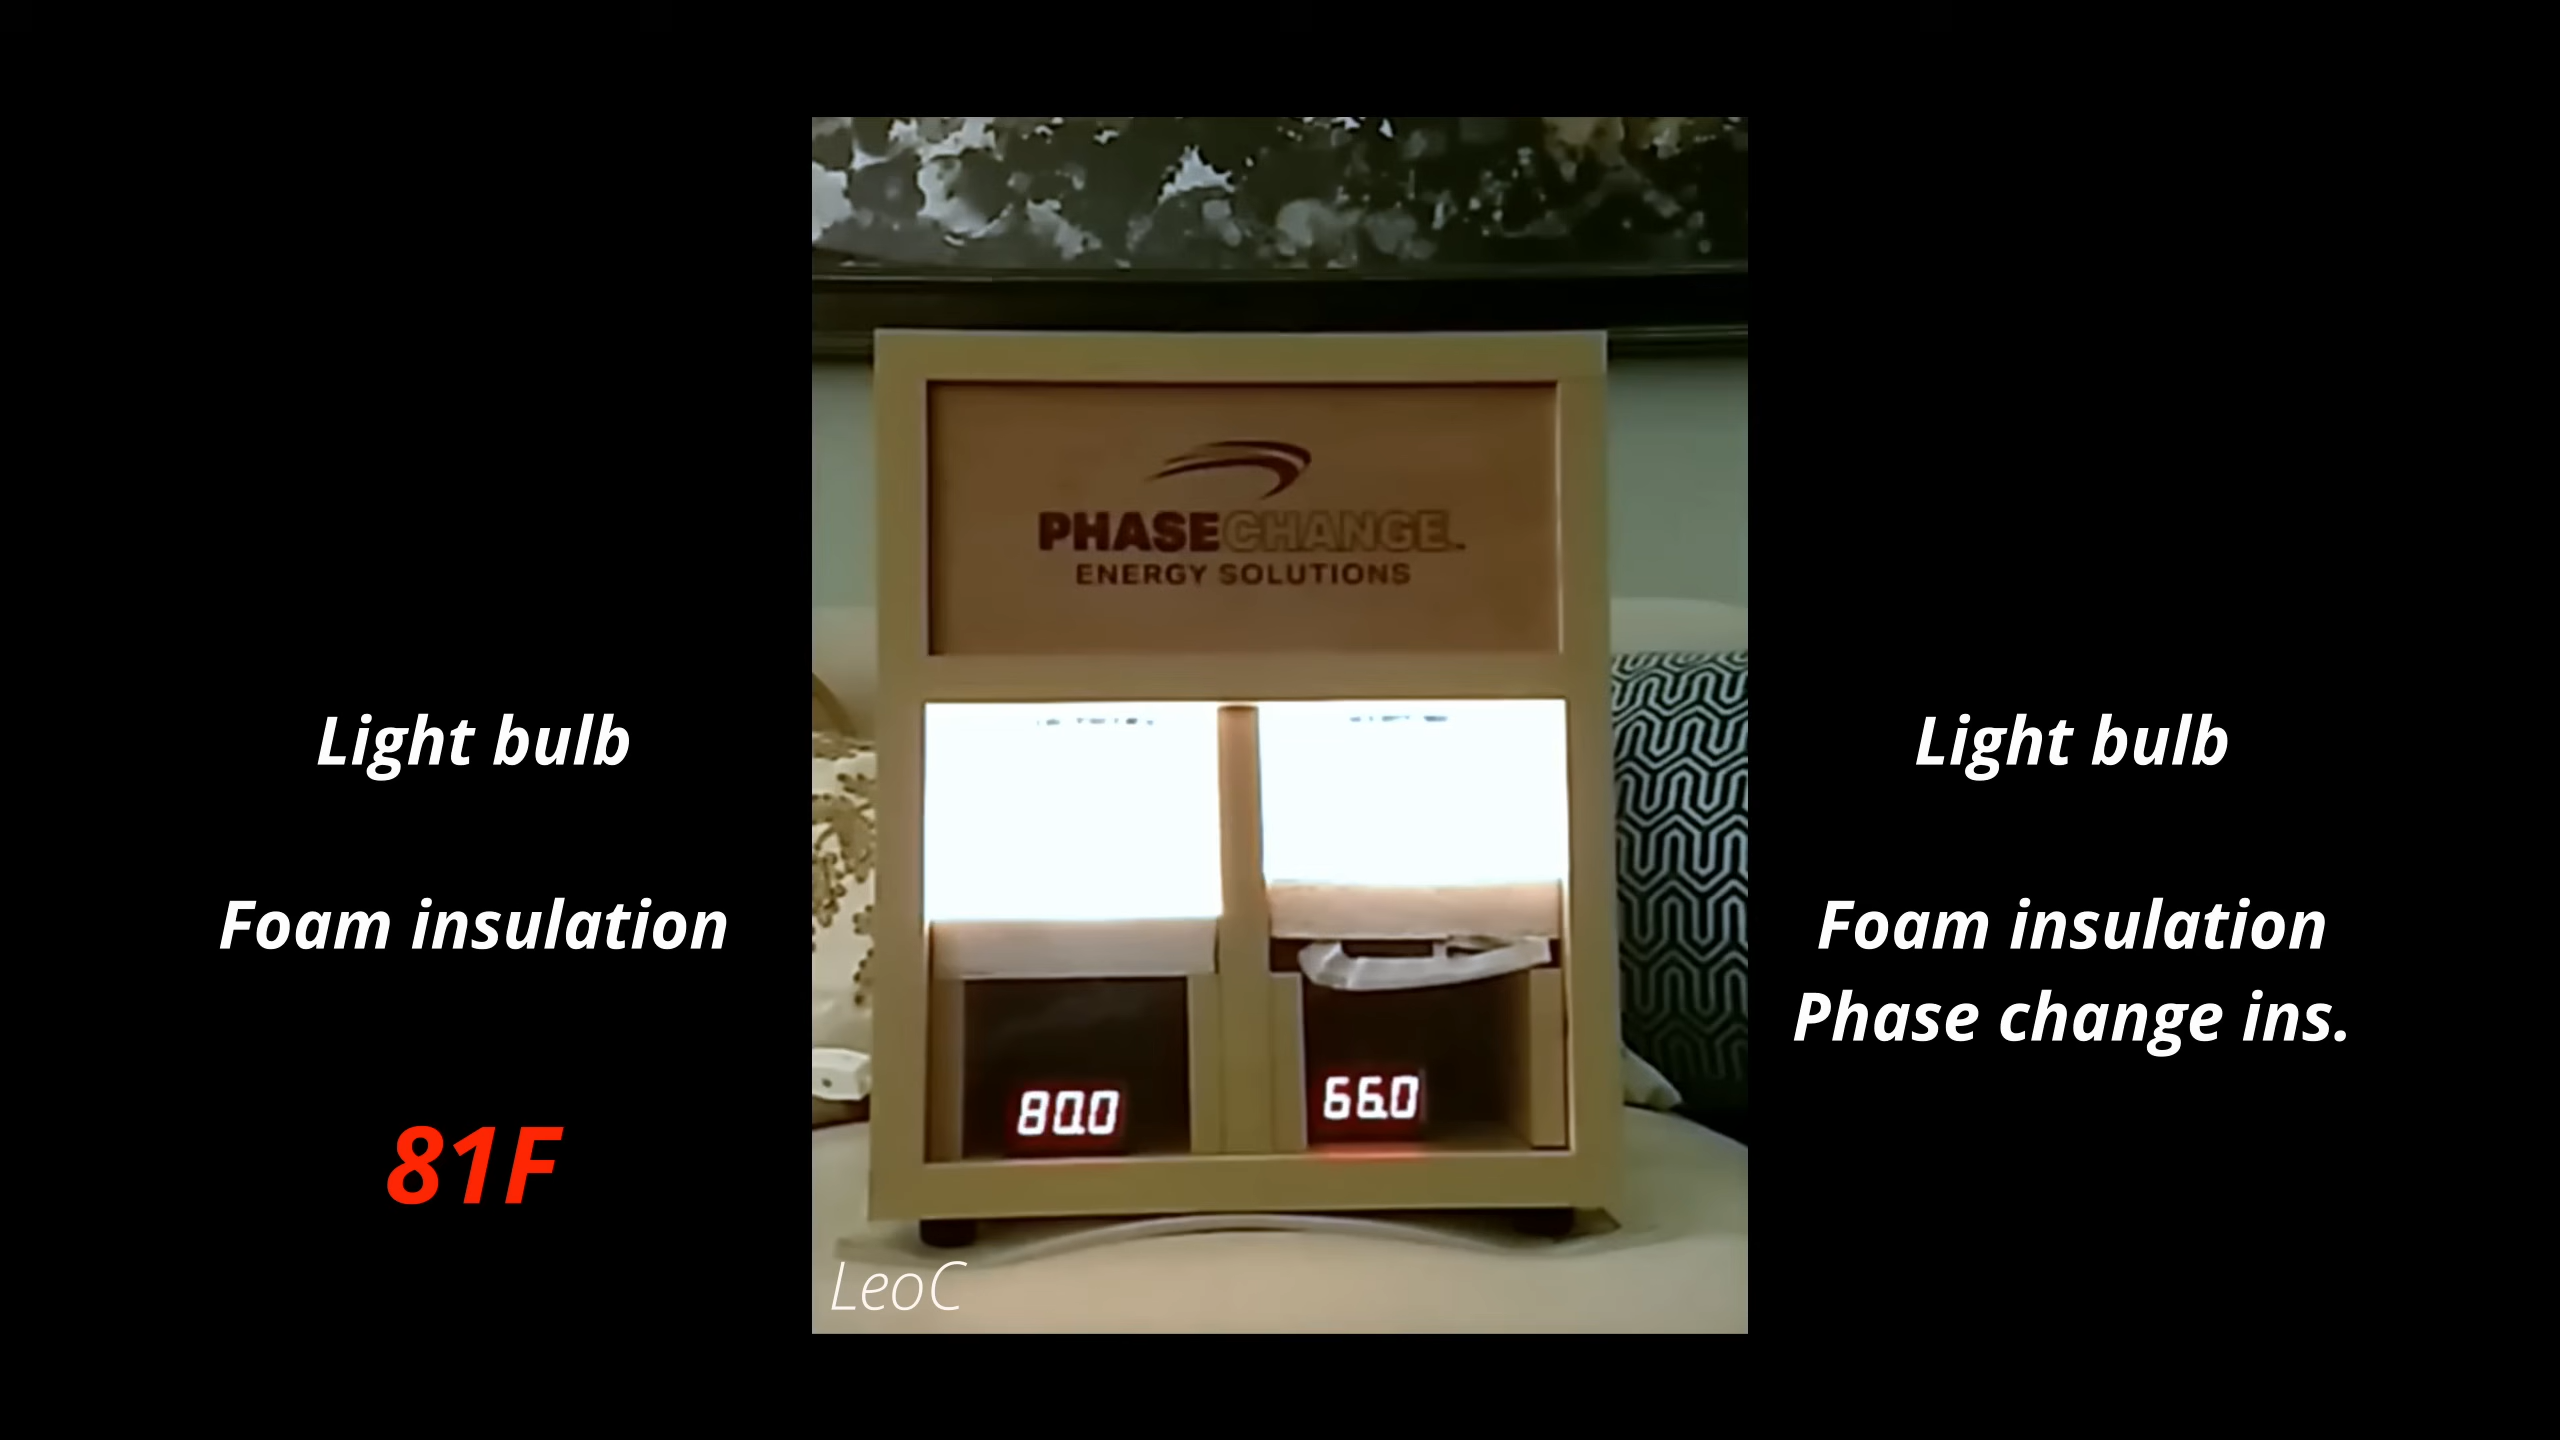 PHASECHANGE™
ENERGY SOLUTIONS
Light bulb
Light bulb
Foam insulation
Foam insulation
Phase change ins.
80.0
66.0
81F
LeoC